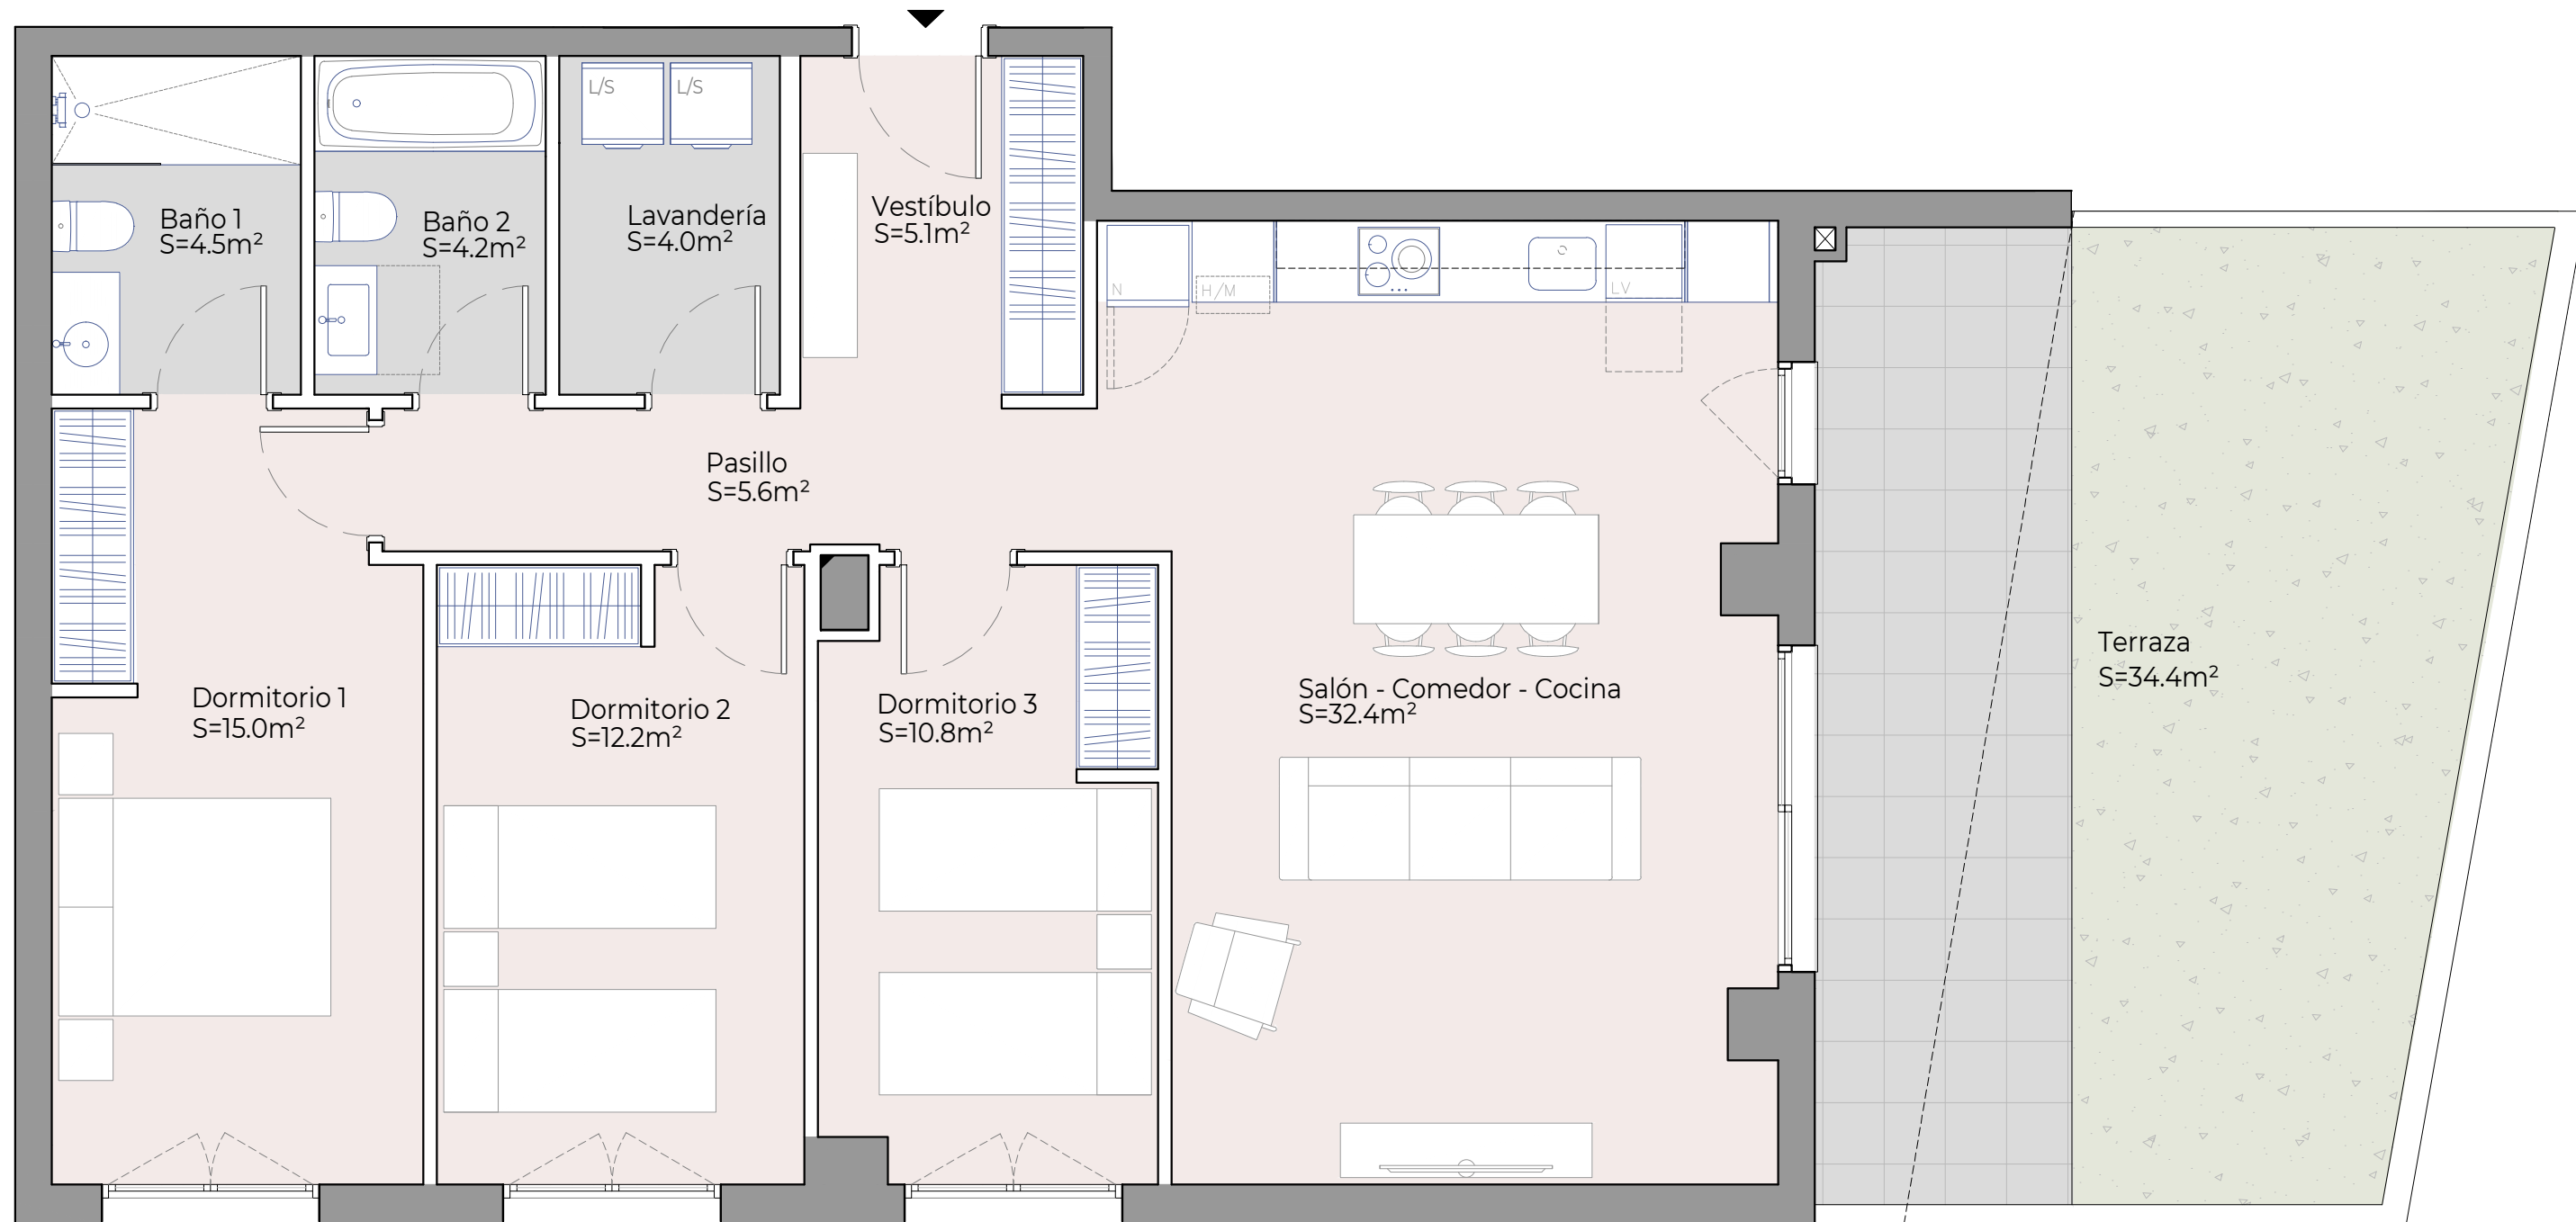 L/S
L/S
Baño 1
S=4.5m²
Baño 2
S=4.2m²
Lavandería
S=4.0m²
Vestíbulo
S=5.1m²
N
H/M
LV
Pasillo
S=5.6m²
Dormitorio 1
S=15.0m²
Dormitorio 2
S=12.2m²
Dormitorio 3
S=10.8m²
Salón - Comedor - Cocina
S=32.4m²
Terraza
S=34.4m²